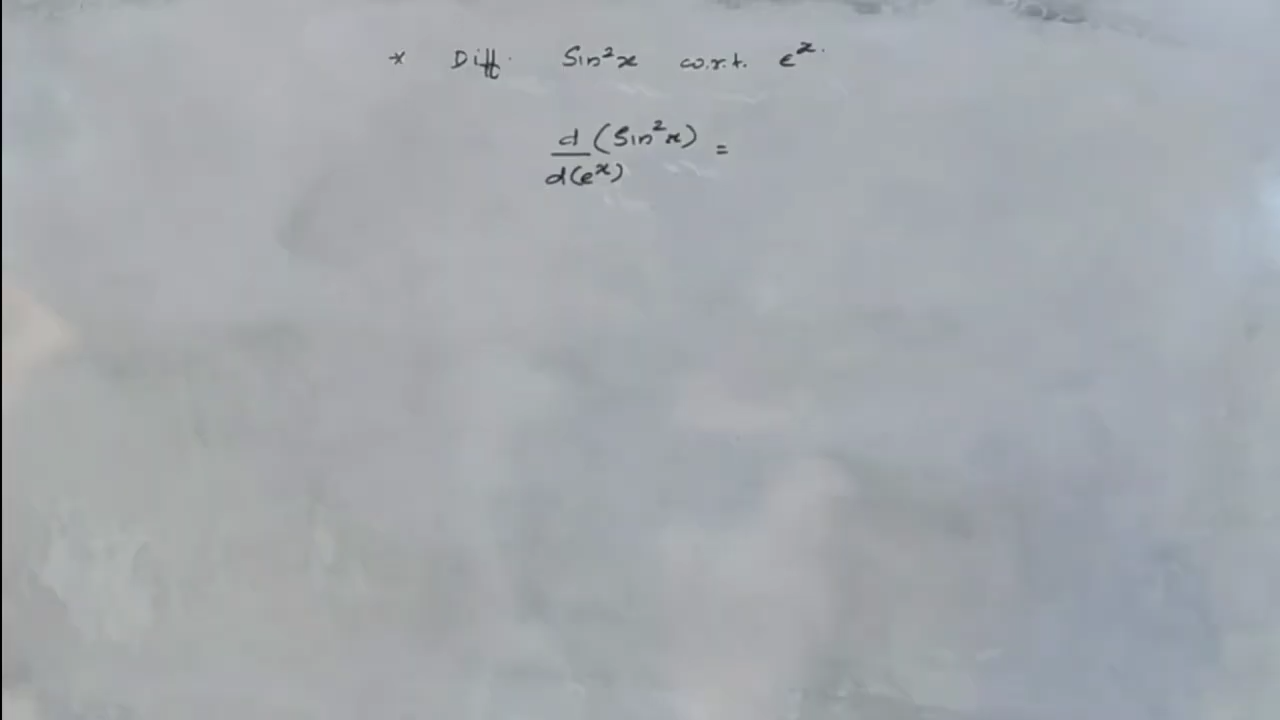 * Diff. Sin²x w.r.t. eˣ.
d/d(eˣ) (Sin²x) =